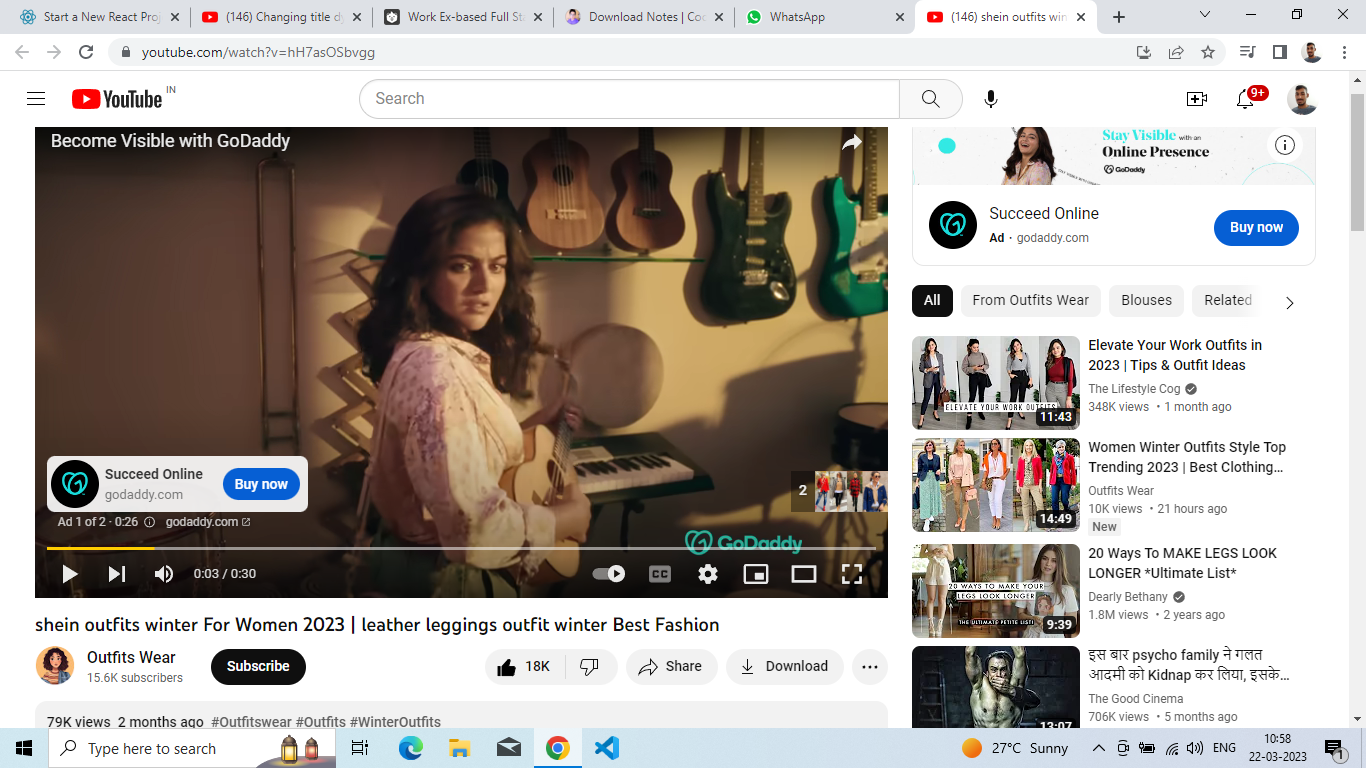 Start a New React Proj
(146) Changing title dy
Work Ex-based Full Sta
Download Notes | Cod
WhatsApp
(146) shein outfits win
youtube.com/watch?v=hH7asOSbvgg
YouTube IN
Search
9+
Become Visible with GoDaddy
Succeed Online
godaddy.com
Buy now
Ad 1 of 2 · 0:26
godaddy.com
2
GoDaddy
0:03 / 0:30
CC
shein outfits winter For Women 2023 | leather leggings outfit winter Best Fashion
Outfits Wear
15.6K subscribers
Subscribe
18K
Share
Download
79K views 2 months ago #Outfitswear #Outfits #WinterOutfits
Stay Visible with an
Online Presence
GoDaddy
Succeed Online
Ad · godaddy.com
Buy now
All
From Outfits Wear
Blouses
Related
ELEVATE YOUR WORK OUTFITS
11:43
Elevate Your Work Outfits in
2023 | Tips & Outfit Ideas
The Lifestyle Cog
348K views • 1 month ago
14:49
Women Winter Outfits Style Top
Trending 2023 | Best Clothing...
Outfits Wear
10K views • 21 hours ago
New
20 WAYS TO MAKE YOUR
LEGS LOOK LONGER
THE ULTIMATE PETITE LIST!
9:39
20 Ways To MAKE LEGS LOOK
LONGER *Ultimate List*
Dearly Bethany
1.8M views • 2 years ago
13:07
इस बार psycho family ने गलत
आदमी को Kidnap कर लिया, इसके...
The Good Cinema
706K views • 5 months ago
Type here to search
27°C Sunny
ENG
10:58
22-03-2023
1